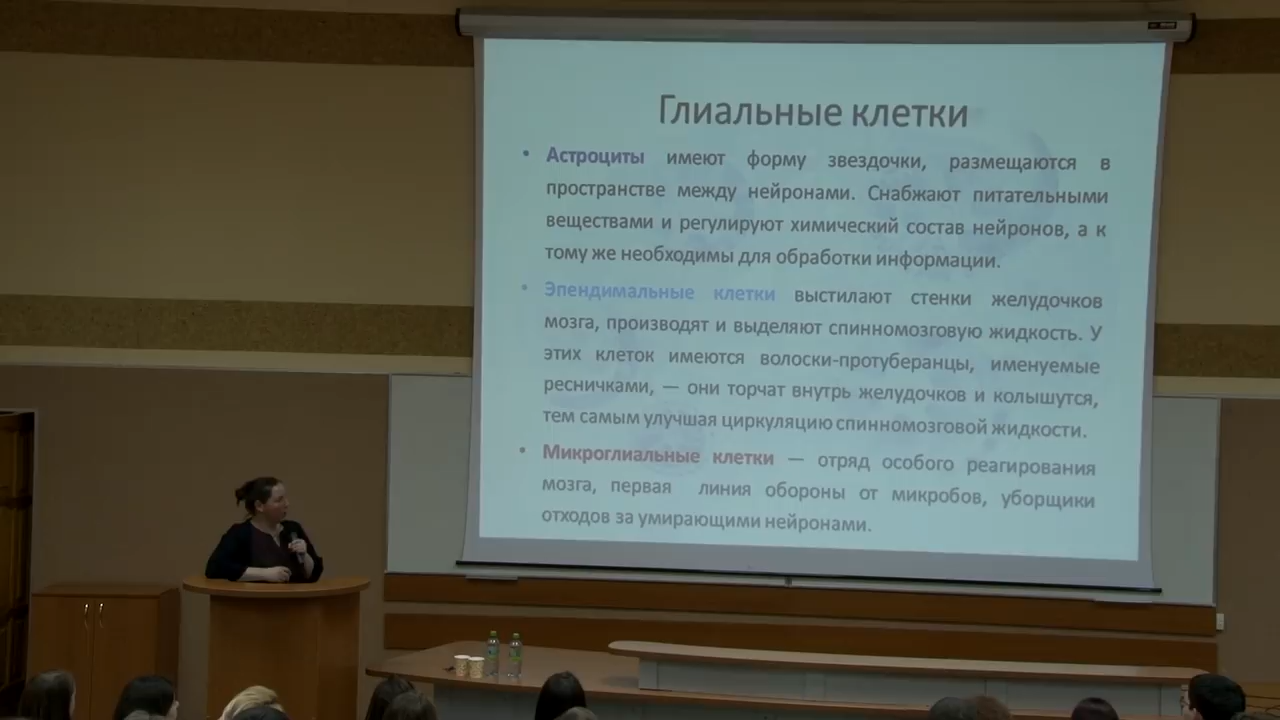 Глиальные клетки
• Астроциты имеют форму звездочки, размещаются в
пространстве между нейронами. Снабжают питательными
веществами и регулируют химический состав нейронов, а к
тому же необходимы для обработки информации.
• Эпендимальные клетки выстилают стенки желудочков
мозга, производят и выделяют спинномозговую жидкость. У
этих клеток имеются волоски-протуберанцы, именуемые
ресничками, — они торчат внутрь желудочков и колышутся,
тем самым улучшая циркуляцию спинномозговой жидкости.
• Микроглиальные клетки — отряд особого реагирования
мозга, первая линия обороны от микробов, уборщики
отходов за умирающими нейронами.